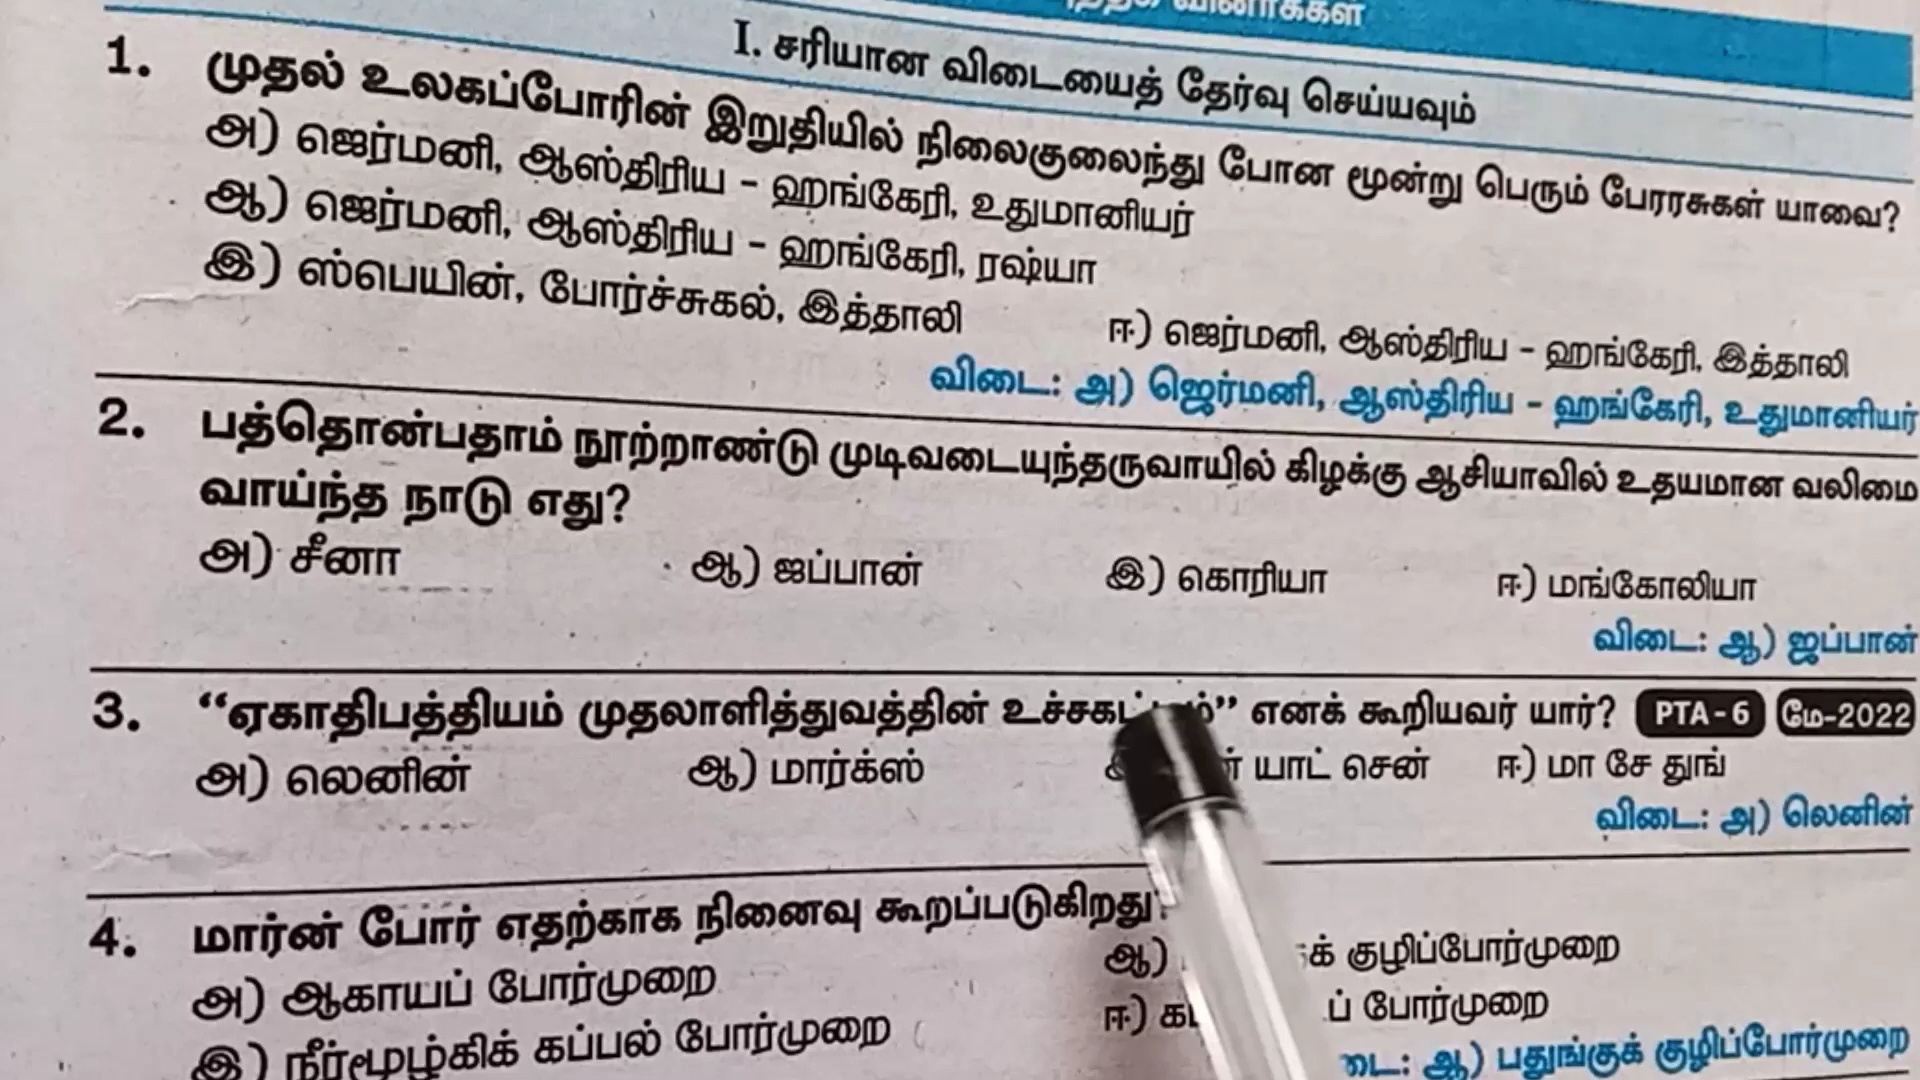 வினாக்கள்
I. சரியான விடையைத் தேர்வு செய்யவும்
1. முதல் உலகப்போரின் இறுதியில் நிலைகுலைந்து போன மூன்று பெரும் பேரரசுகள் யாவை?
அ) ஜெர்மனி, ஆஸ்திரிய - ஹங்கேரி, உதுமானியர்
ஆ) ஜெர்மனி, ஆஸ்திரிய - ஹங்கேரி, ரஷ்யா
இ) ஸ்பெயின், போர்ச்சுகல், இத்தாலி ஈ) ஜெர்மனி, ஆஸ்திரிய - ஹங்கேரி, இத்தாலி
விடை: அ) ஜெர்மனி, ஆஸ்திரிய - ஹங்கேரி, உதுமானியர்
2. பத்தொன்பதாம் நூற்றாண்டு முடிவடையுந்தருவாயில் கிழக்கு ஆசியாவில் உதயமான வலிமை
வாய்ந்த நாடு எது?
அ) சீனா ஆ) ஜப்பான் இ) கொரியா ஈ) மங்கோலியா
விடை: ஆ) ஜப்பான்
3. “ஏகாதிபத்தியம் முதலாளித்துவத்தின் எனக் கூறியவர் யார்? PTA-6 மே-2022
அ) லெனின் ஆ) மார்க்ஸ் யாட் சென் ஈ) மா சே துங்
விடை: அ) லெனின்
4. மார்ன் போர் எதற்காக நினைவு கூறப்படுகிறது?
அ) ஆகாயப் போர்முறை ஆ) குழிப்போர்முறை
இ) நீர்மூழ்கிக் கப்பல் போர்முறை ஈ) போர்முறை
ஆ) பதுங்குக் குழிப்போர்முறை